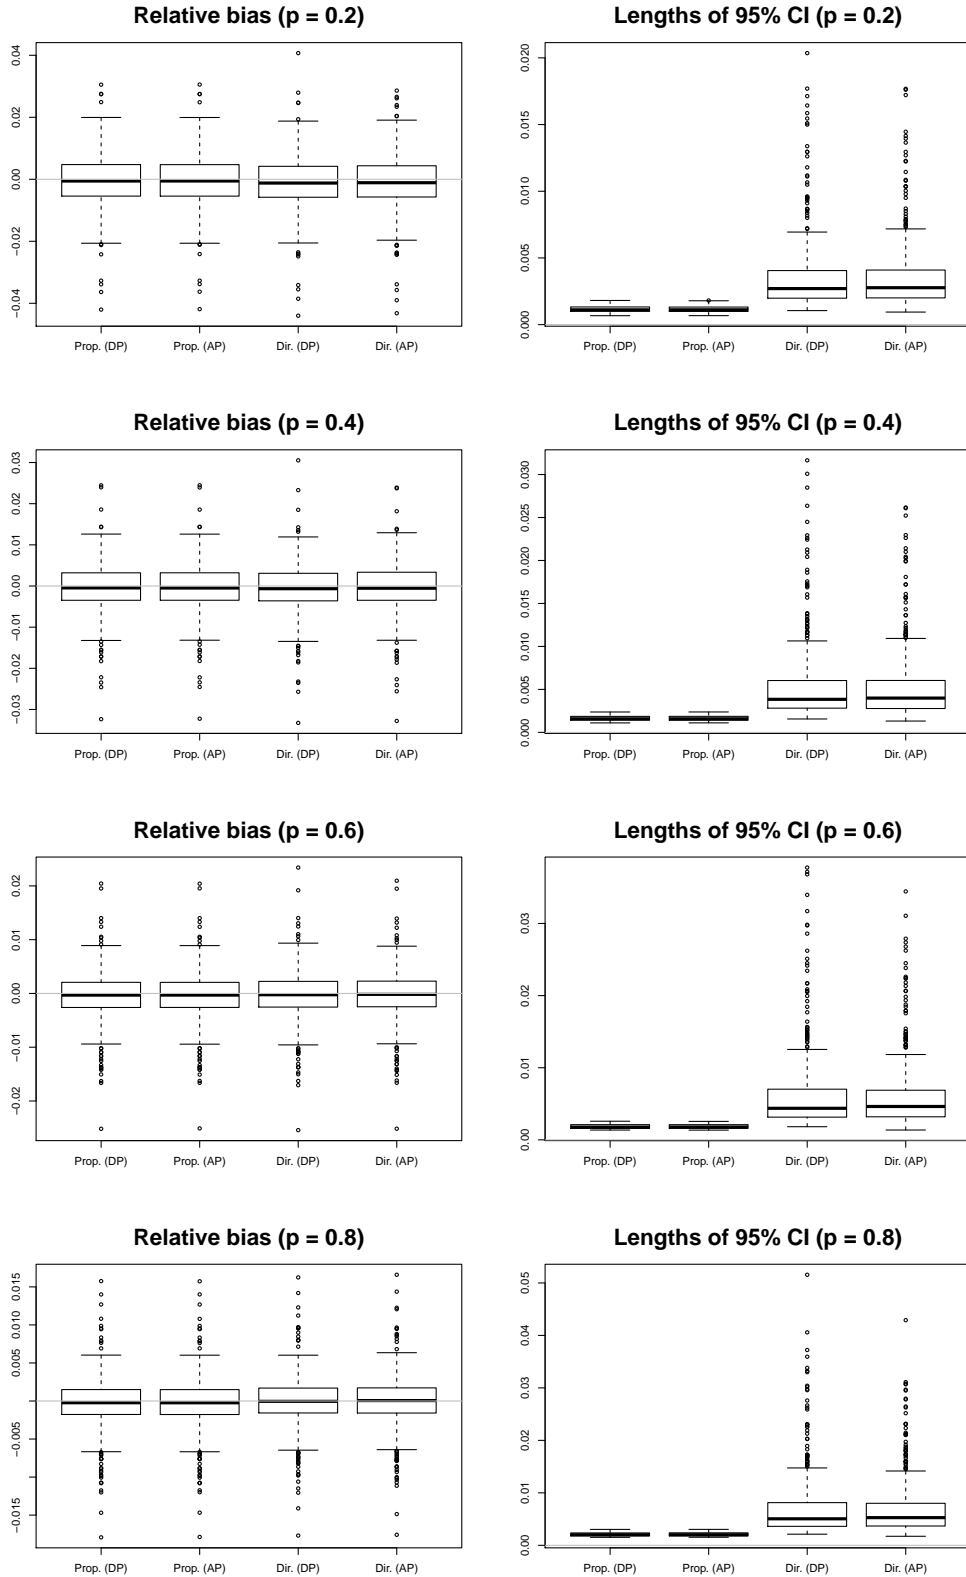 Relative bias (p = 0.2)
0.04
0.02
0.00
−0.02
−0.04
Prop. (DP) Prop. (AP) Dir. (DP) Dir. (AP)
Lengths of 95% CI (p = 0.2)
0.020
0.015
0.010
0.005
0.000
Prop. (DP) Prop. (AP) Dir. (DP) Dir. (AP)
Relative bias (p = 0.4)
0.03
0.02
0.01
0.00
−0.01
−0.02
−0.03
Prop. (DP) Prop. (AP) Dir. (DP) Dir. (AP)
Lengths of 95% CI (p = 0.4)
0.030
0.025
0.020
0.015
0.010
0.005
0.000
Prop. (DP) Prop. (AP) Dir. (DP) Dir. (AP)
Relative bias (p = 0.6)
0.02
0.01
0.00
−0.01
−0.02
Prop. (DP) Prop. (AP) Dir. (DP) Dir. (AP)
Lengths of 95% CI (p = 0.6)
0.03
0.02
0.01
0.00
Prop. (DP) Prop. (AP) Dir. (DP) Dir. (AP)
Relative bias (p = 0.8)
0.015
0.010
0.005
−0.005
−0.015
Prop. (DP) Prop. (AP) Dir. (DP) Dir. (AP)
Lengths of 95% CI (p = 0.8)
0.05
0.04
0.03
0.02
0.01
0.00
Prop. (DP) Prop. (AP) Dir. (DP) Dir. (AP)